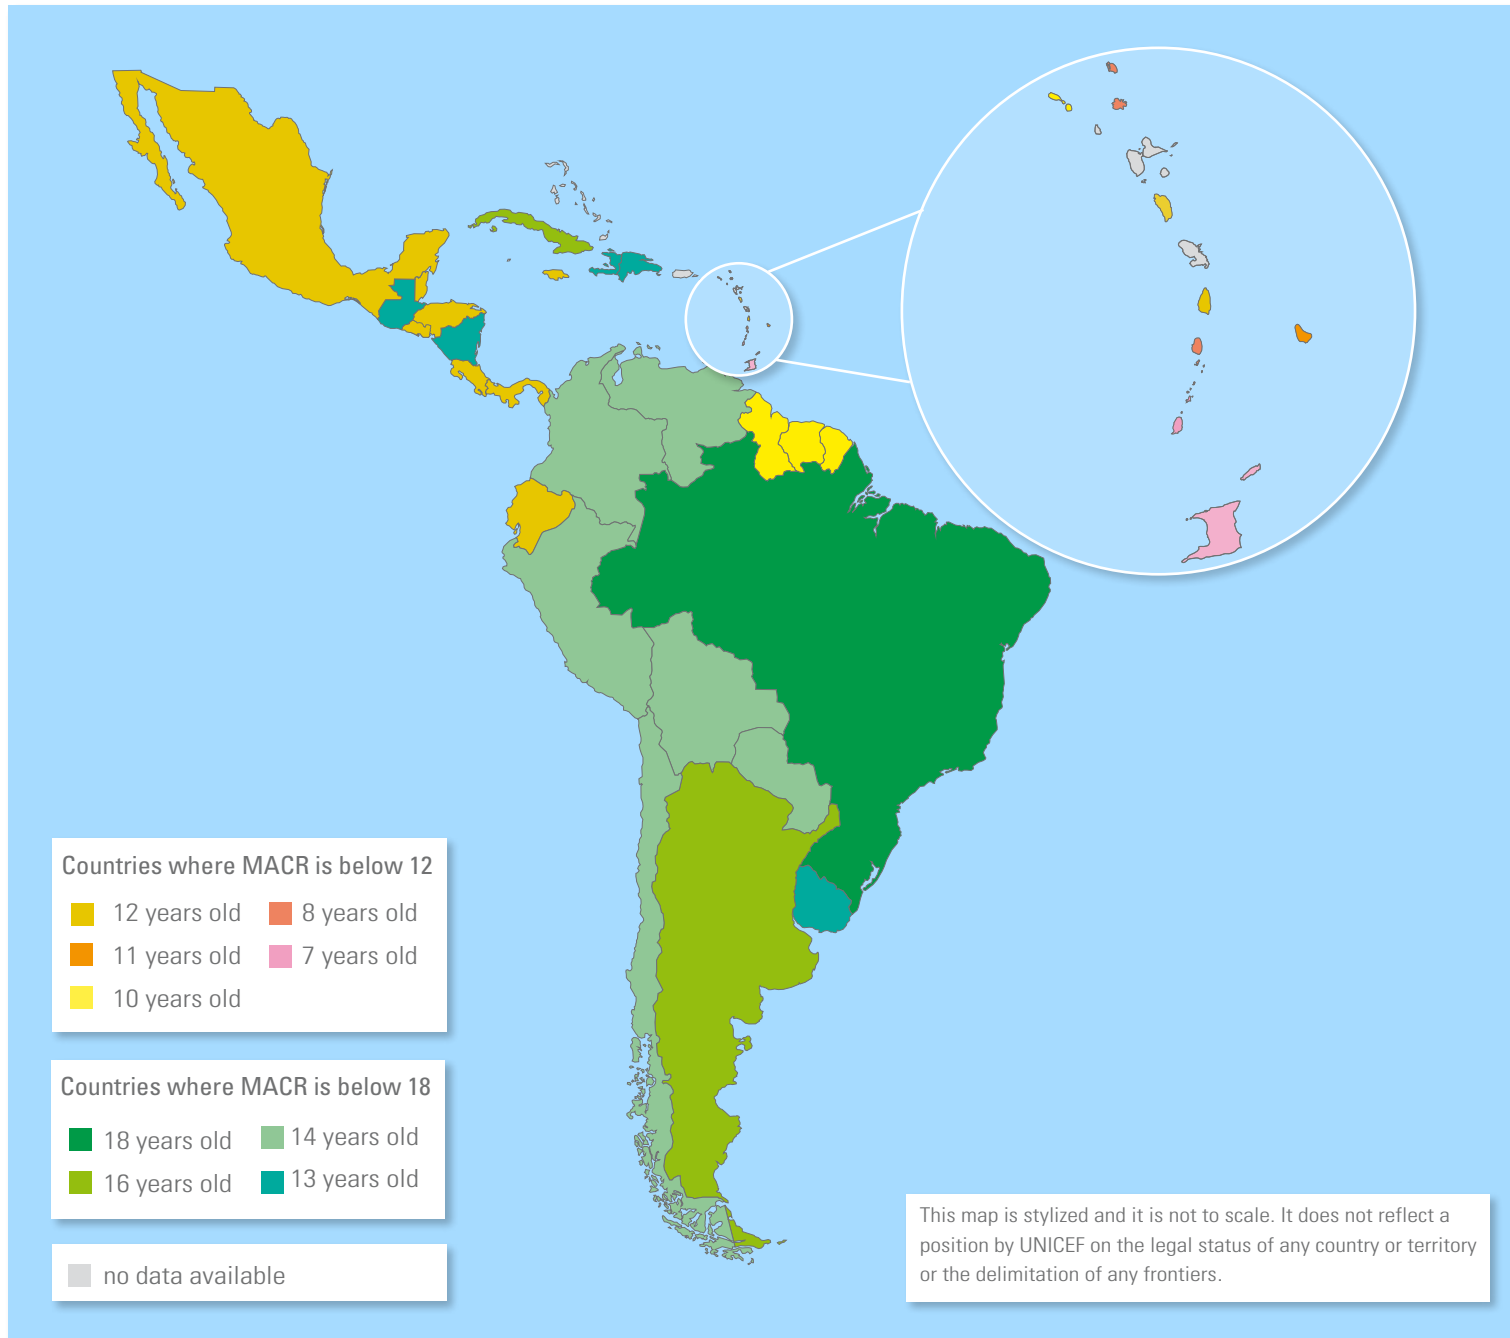 Countries where MACR is below 12
12 years old
8 years old
11 years old
7 years old
10 years old
Countries where MACR is below 18
18 years old
14 years old
16 years old
13 years old
no data available
This map is stylized and it is not to scale. It does not reflect a
position by UNICEF on the legal status of any country or territory
or the delimitation of any frontiers.